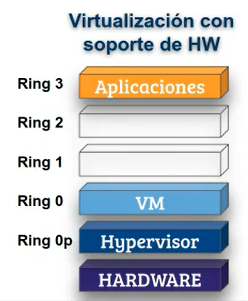 Virtualización con
soporte de HW
Ring 3 Aplicaciones
Ring 2
Ring 1
Ring 0 VM
Ring 0p Hypervisor
HARDWARE